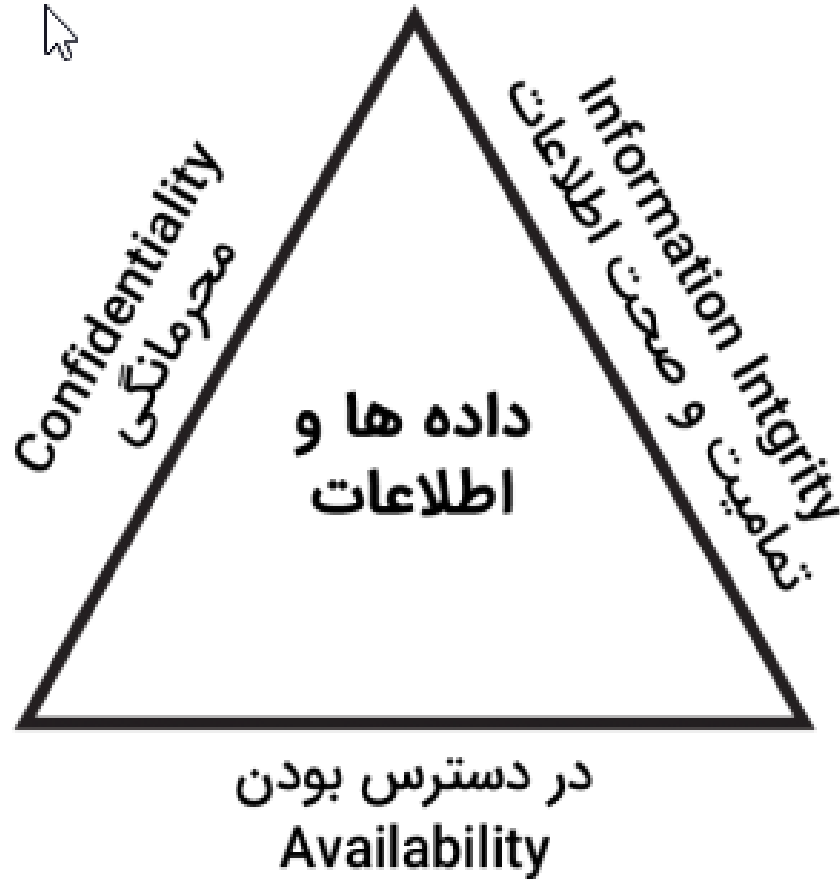 Confidentiality
محرمانگی
Information Intgrity
تمامیت و صحت اطلاعات
داده ها و
اطلاعات
در دسترس بودن
Availability